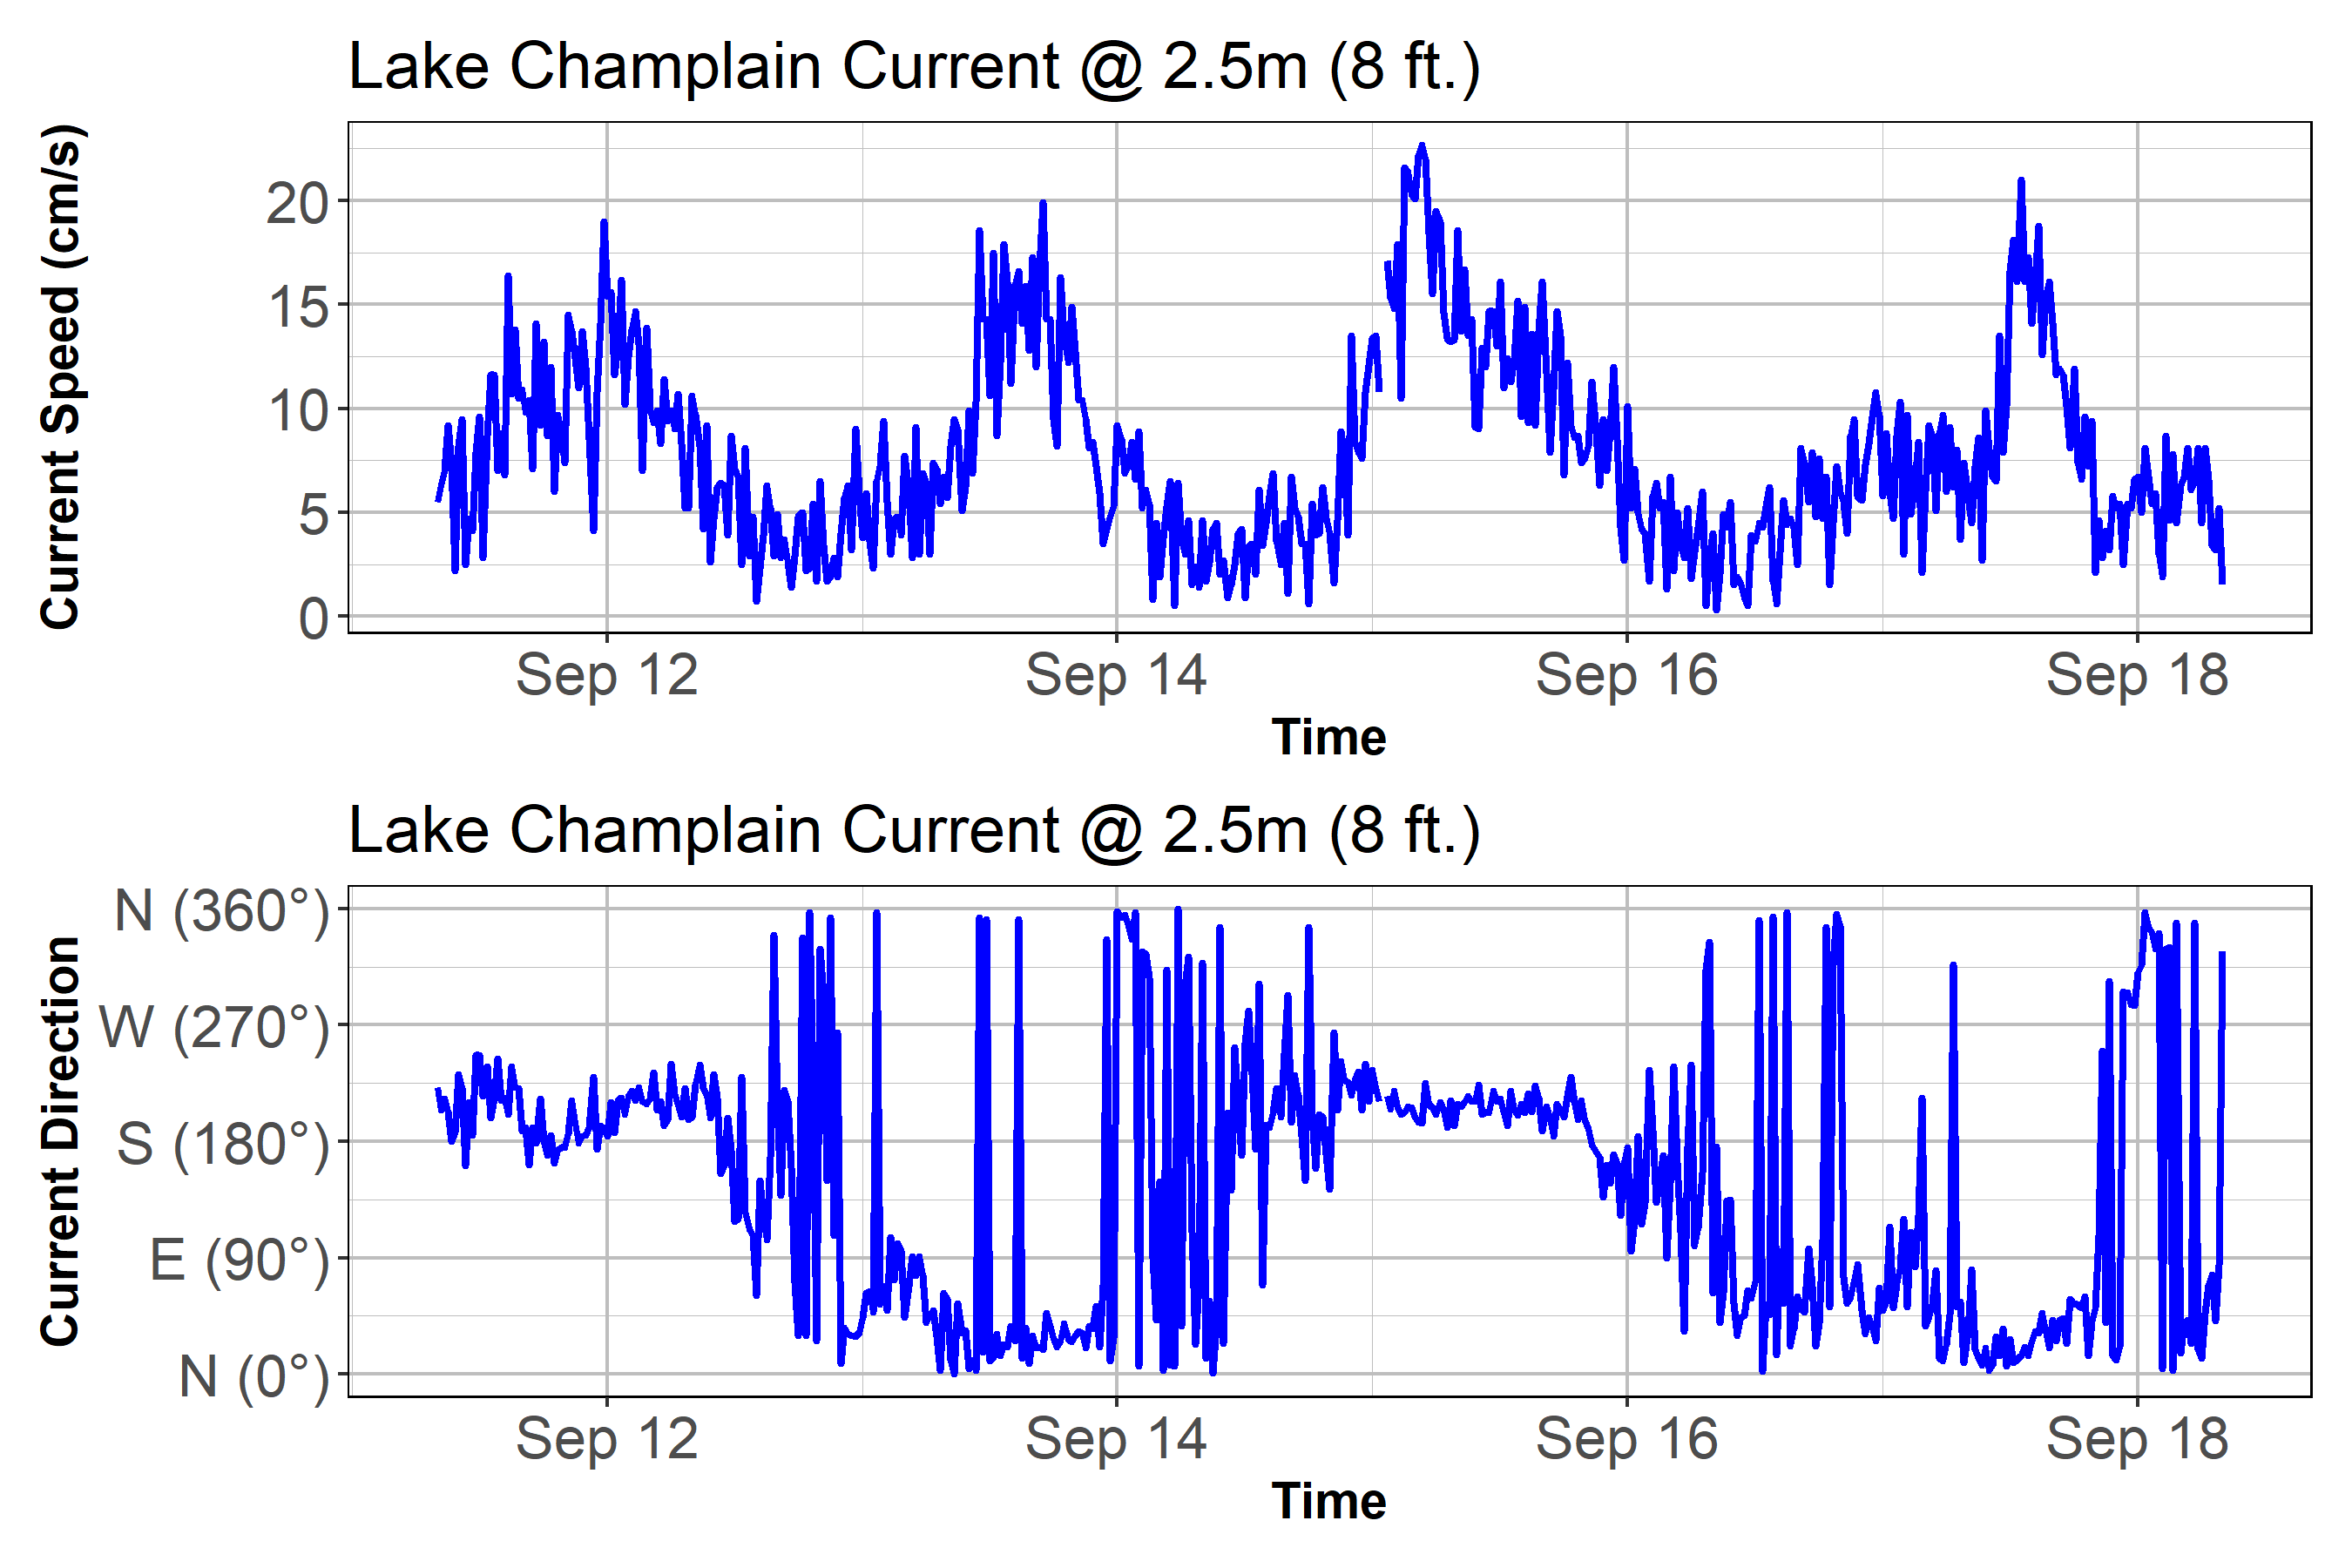 Lake Champlain Current @ 2.5m (8 ft.)
Current Speed (cm/s)
20
15
10
5
0
Sep 12 Sep 14 Sep 16 Sep 18
Time
Lake Champlain Current @ 2.5m (8 ft.)
Current Direction
N (360°)
W (270°)
S (180°)
E (90°)
N (0°)
Sep 12 Sep 14 Sep 16 Sep 18
Time